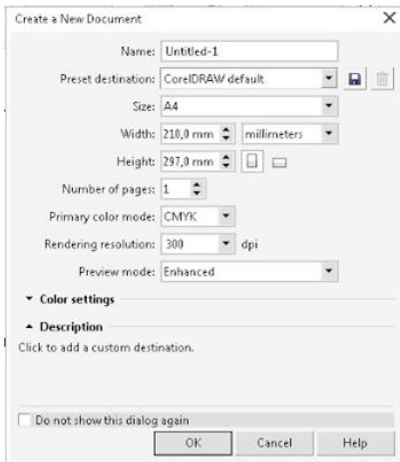 Create a New Document
Name: Untitled-1
Preset destination: CorelDRAW default
Size: A4
Width: 210,0 mm millimeters
Height: 297,0 mm
Number of pages: 1
Primary color mode: CMYK
Rendering resolution: 300 dpi
Preview mode: Enhanced
Color settings
Description
Click to add a custom destination.
Do not show this dialog again
OK Cancel Help